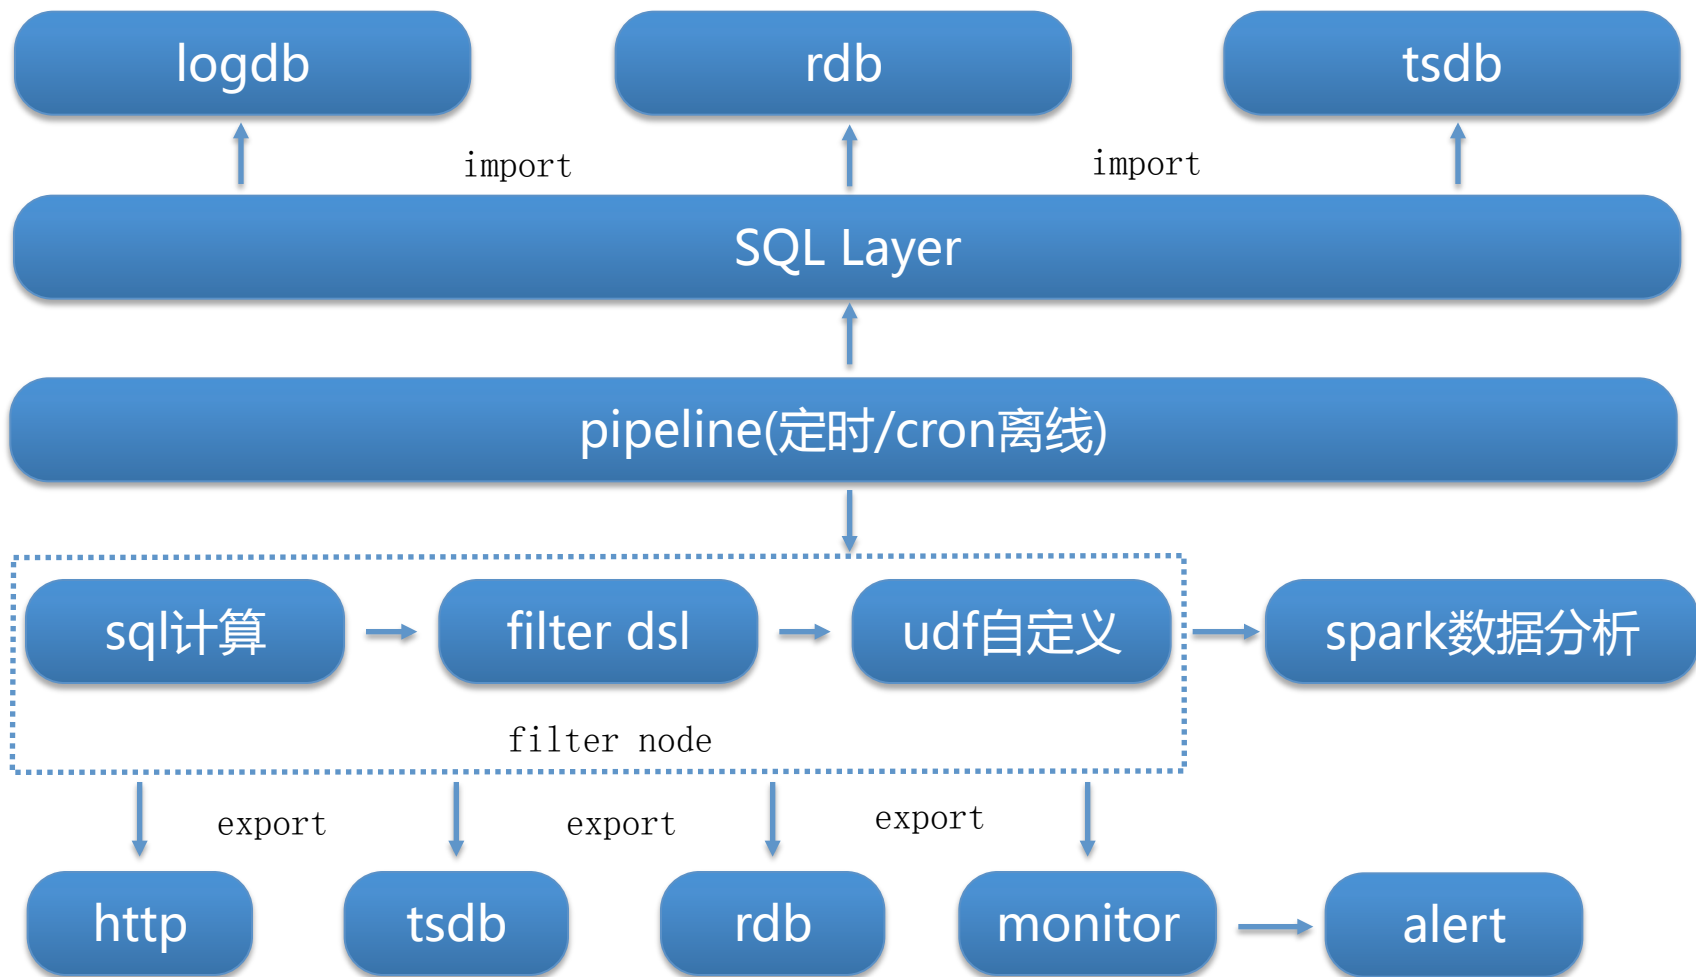 logdb
rdb
tsdb
import
import
SQL Layer
pipeline(定时/cron离线)
sql计算
filter dsl
udf自定义
spark数据分析
filter node
export
export
export
http
tsdb
rdb
monitor
alert